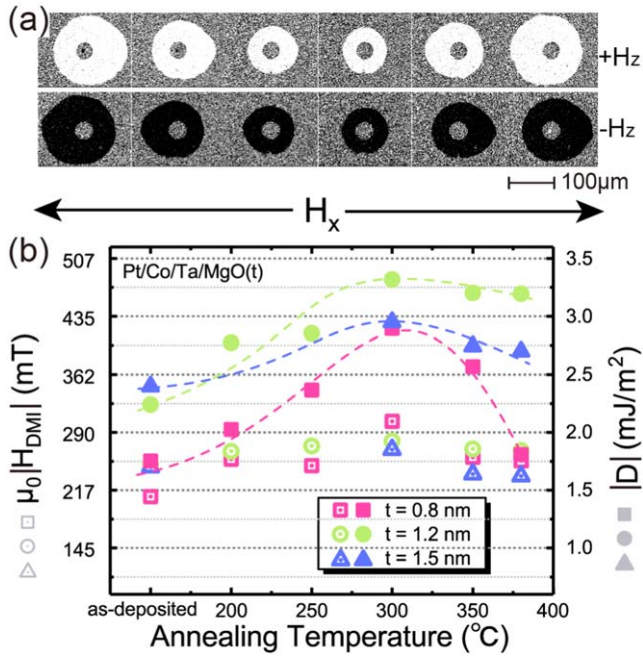 (a)
+Hz
-Hz
100μm
Hx
(b)
Pt/Co/Ta/MgO(t)
507
435
362
290
217
145
μ0|HDMI| (mT)
3.5
3.0
2.5
2.0
1.5
1.0
|D| (mJ/m²)
t = 0.8 nm
t = 1.2 nm
t = 1.5 nm
as-deposited 200 250 300 350 400
Annealing Temperature (℃)